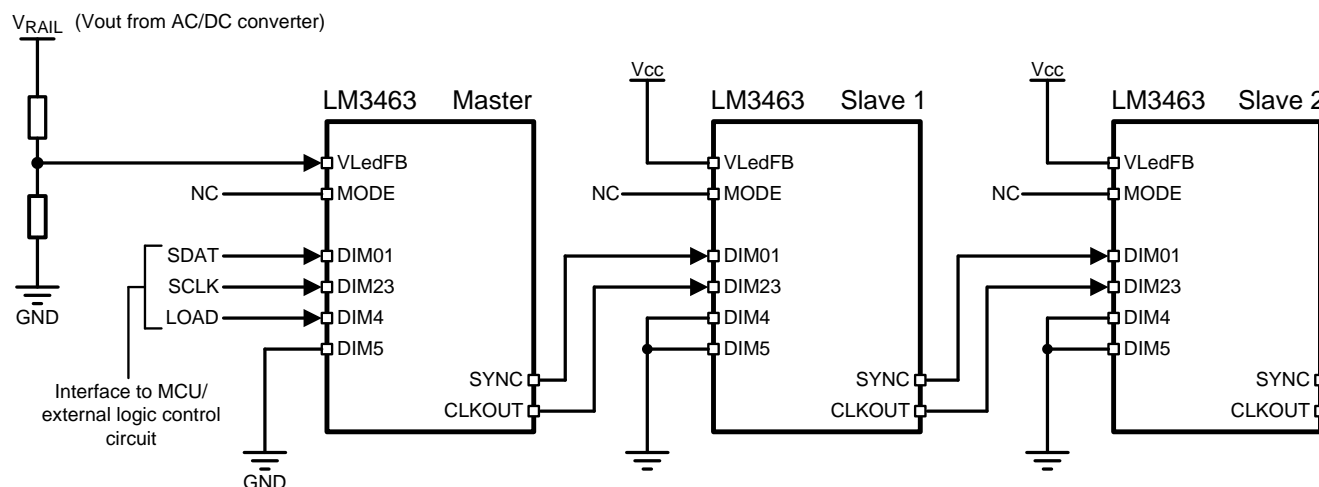 VRAIL (Vout from AC/DC converter)
GND
NC
SDAT
SCLK
LOAD
Interface to MCU/
external logic control
circuit
GND
LM3463 Master
VLedFB
MODE
DIM01
DIM23
DIM4
DIM5
SYNC
CLKOUT
Vcc
NC
LM3463 Slave 1
VLedFB
MODE
DIM01
DIM23
DIM4
DIM5
SYNC
CLKOUT
Vcc
NC
LM3463 Slave 2
VLedFB
MODE
DIM01
DIM23
DIM4
DIM5
SYNC
CLKOUT